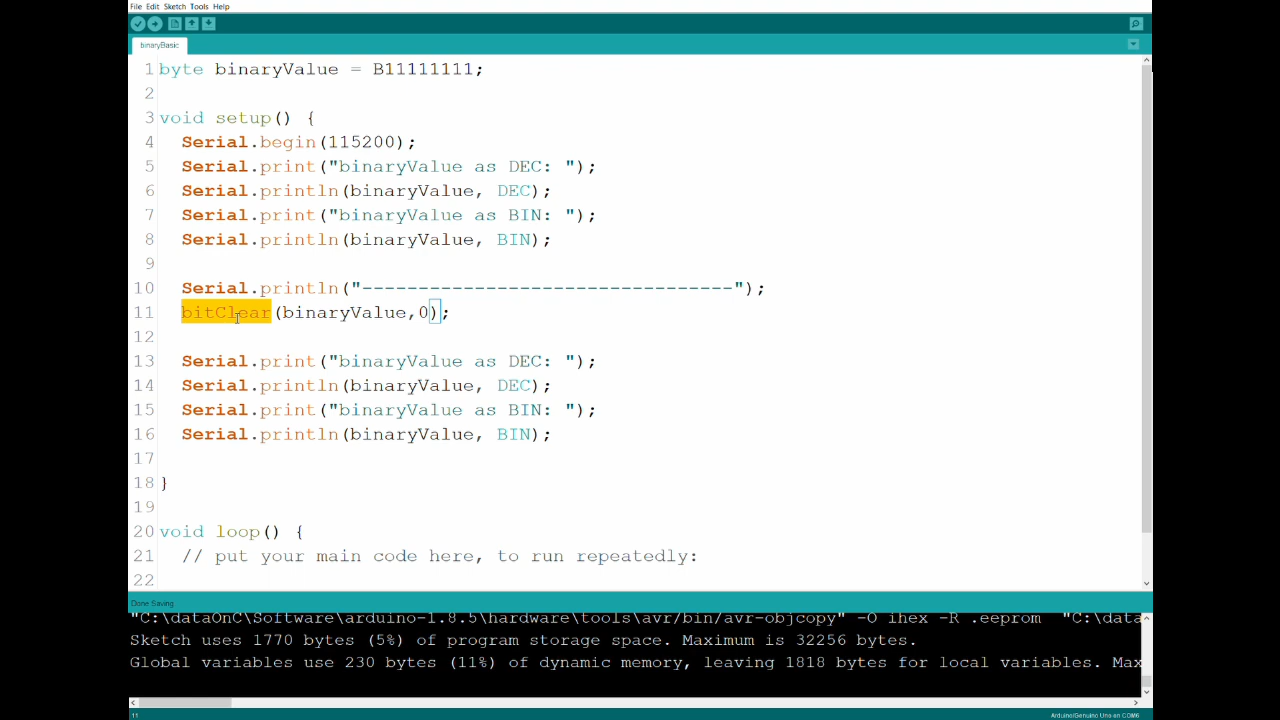 File Edit Sketch Tools Help
binaryBasic
1 byte binaryValue = B11111111;
2
3 void setup() {
4 Serial.begin(115200);
5 Serial.print("binaryValue as DEC: ");
6 Serial.println(binaryValue, DEC);
7 Serial.print("binaryValue as BIN: ");
8 Serial.println(binaryValue, BIN);
9
10 Serial.println("---------------------------------");
11 bitClear(binaryValue,0);
12
13 Serial.print("binaryValue as DEC: ");
14 Serial.println(binaryValue, DEC);
15 Serial.print("binaryValue as BIN: ");
16 Serial.println(binaryValue, BIN);
17
18 }
19
20 void loop() {
21 // put your main code here, to run repeatedly:
22
Done Saving
"C:\dataOnC\Software\arduino-1.8.5\hardware\tools\avr/bin/avr-objcopy" -O ihex -R .eeprom "C:\data
Sketch uses 1770 bytes (5%) of program storage space. Maximum is 32256 bytes.
Global variables use 230 bytes (11%) of dynamic memory, leaving 1818 bytes for local variables. Max
11
Arduino/Genuino Uno en COM6